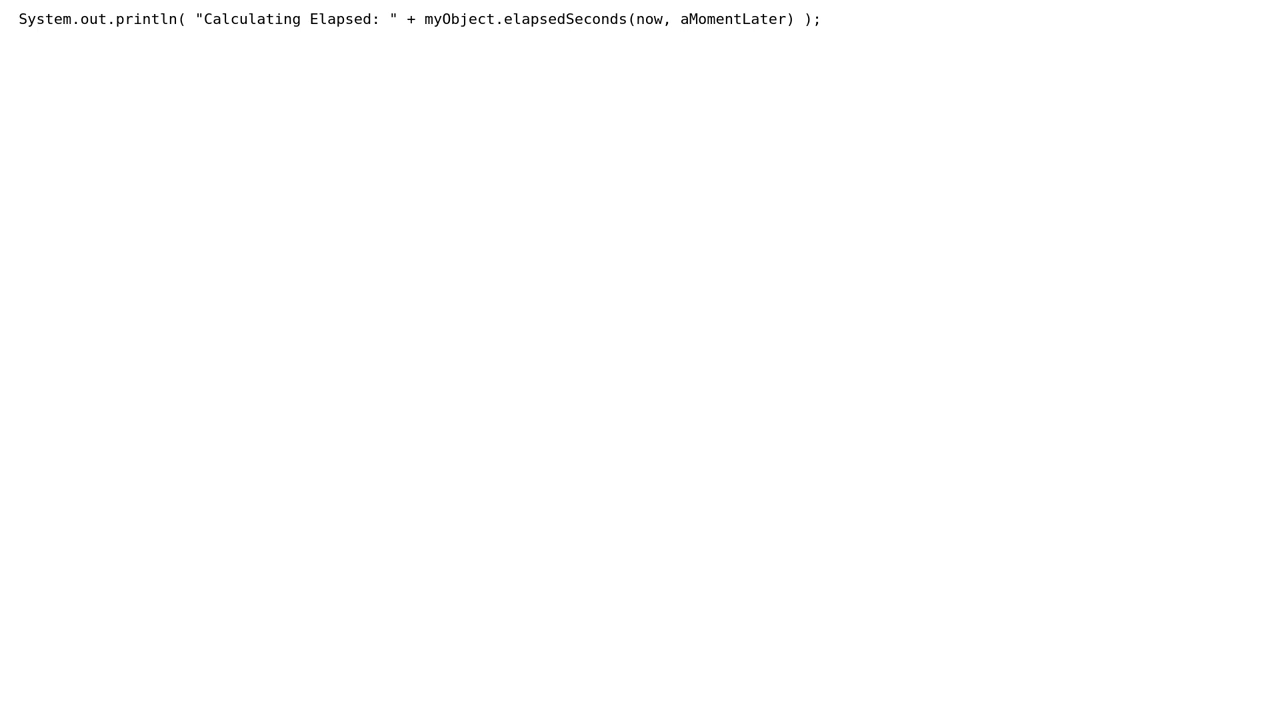 System.out.println( "Calculating Elapsed: " + myObject.elapsedSeconds(now, aMomentLater) );